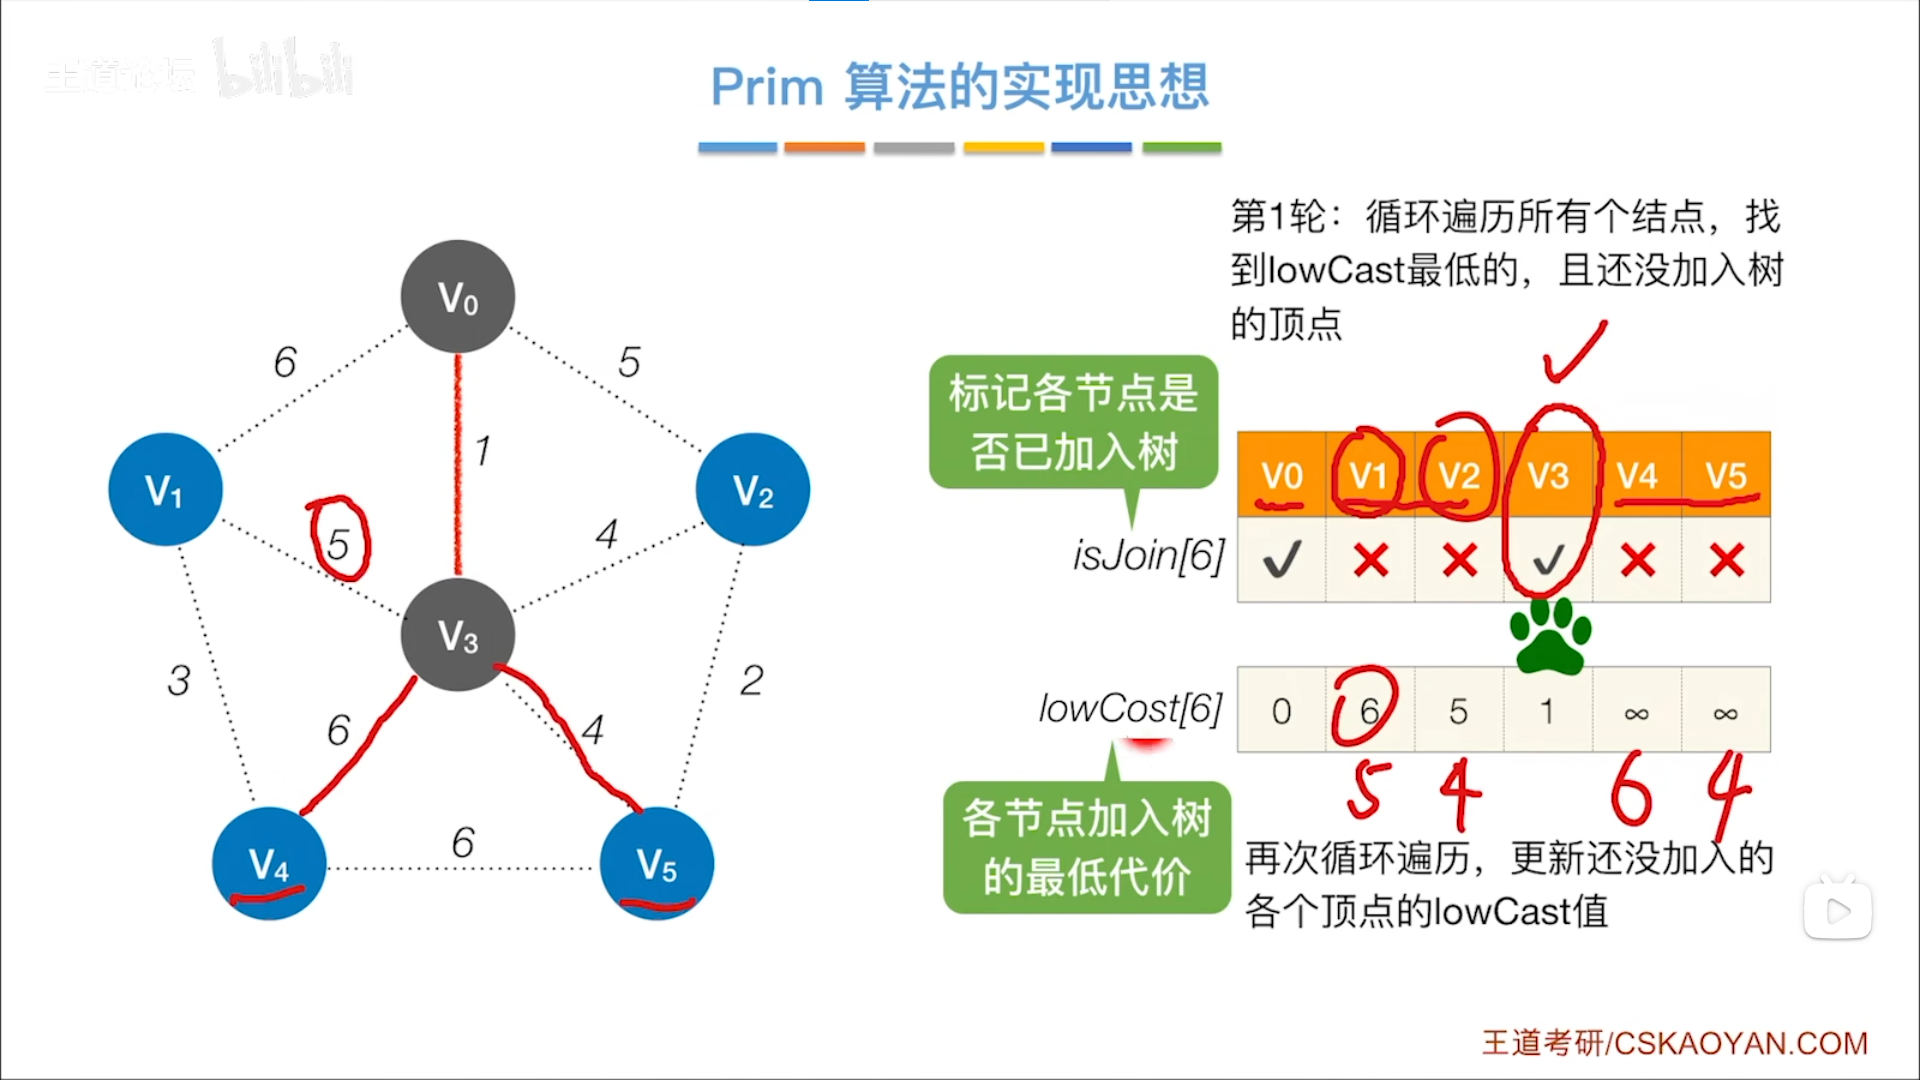 王道论坛 bilibili
Prim 算法的实现思想
第1轮：循环遍历所有个结点，找
到lowCast最低的，且还没加入树
的顶点
标记各节点是
否已加入树
V0 V1 V2 V3 V4 V5
isJoin[6] ✓ ✕ ✕ ✓ ✕ ✕
lowCost[6] 0 6 5 1 ∞ ∞
5 4 6 4
各节点加入树
的最低代价
再次循环遍历，更新还没加入的
各个顶点的lowCast值
V₀
6 5
1
V₁ V₂
5 4
V₃
3 2
6 4
V₄ 6 V₅
王道考研/CSKAOYAN.COM